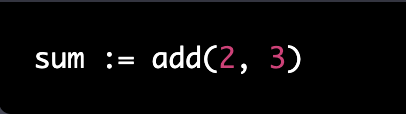 sum := add(2, 3)